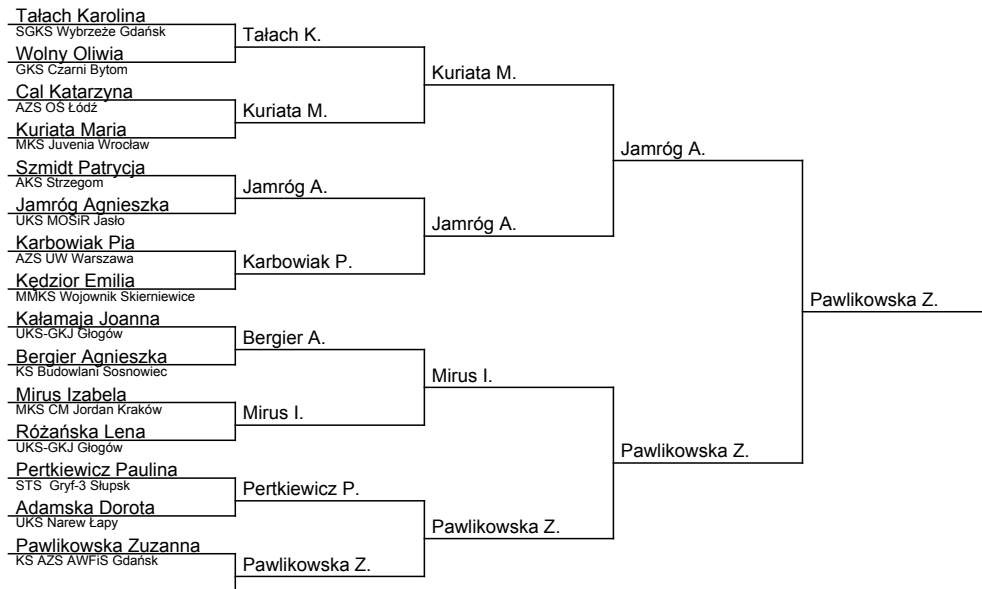 Tałach Karolina
SGKS Wybrzeże Gdańsk
Wolny Oliwia
GKS Czarni Bytom
Cal Katarzyna
AZS OŚ Łódź
Kuriata Maria
MKS Juvenia Wrocław
Szmidt Patrycja
AKS Strzegom
Jamróg Agnieszka
UKS MOSiR Jasło
Karbowiak Pia
AZS UW Warszawa
Kędzior Emilia
MMKS Wojownik Skierniewice
Kałamaja Joanna
UKS-GKJ Głogów
Bergier Agnieszka
KS Budowlani Sosnowiec
Mirus Izabela
MKS CM Jordan Kraków
Różańska Lena
UKS-GKJ Głogów
Pertkiewicz Paulina
STS Gryf-3 Słupsk
Adamska Dorota
UKS Narew Łapy
Pawlikowska Zuzanna
KS AZS AWFiS Gdańsk
Tałach K.
Kuriata M.
Jamróg A.
Karbowiak P.
Bergier A.
Mirus I.
Pertkiewicz P.
Pawlikowska Z.
Kuriata M.
Jamróg A.
Mirus I.
Pawlikowska Z.
Jamróg A.
Pawlikowska Z.
Pawlikowska Z.